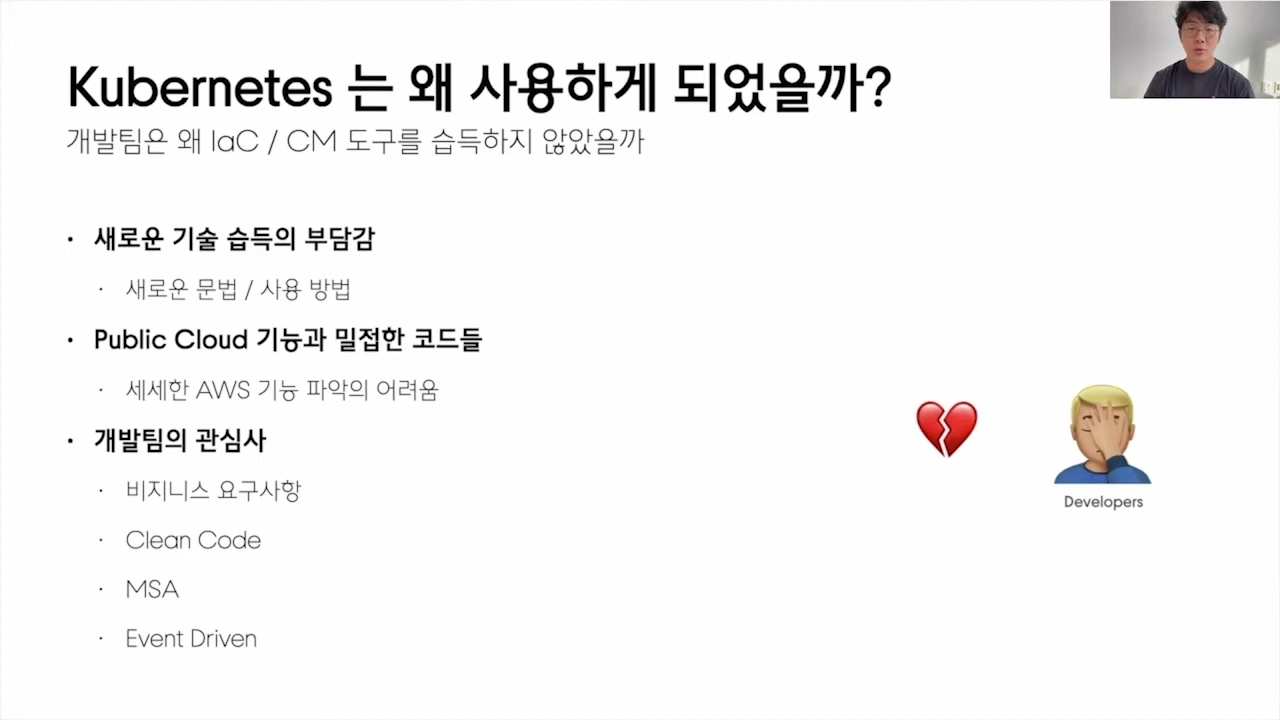 Kubernetes 는 왜 사용하게 되었을까?
개발팀은 왜 IaC / CM 도구를 습득하지 않았을까
• 새로운 기술 습득의 부담감
· 새로운 문법 / 사용 방법
• Public Cloud 기능과 밀접한 코드들
· 세세한 AWS 기능 파악의 어려움
• 개발팀의 관심사
· 비지니스 요구사항
· Clean Code
· MSA
· Event Driven
Developers